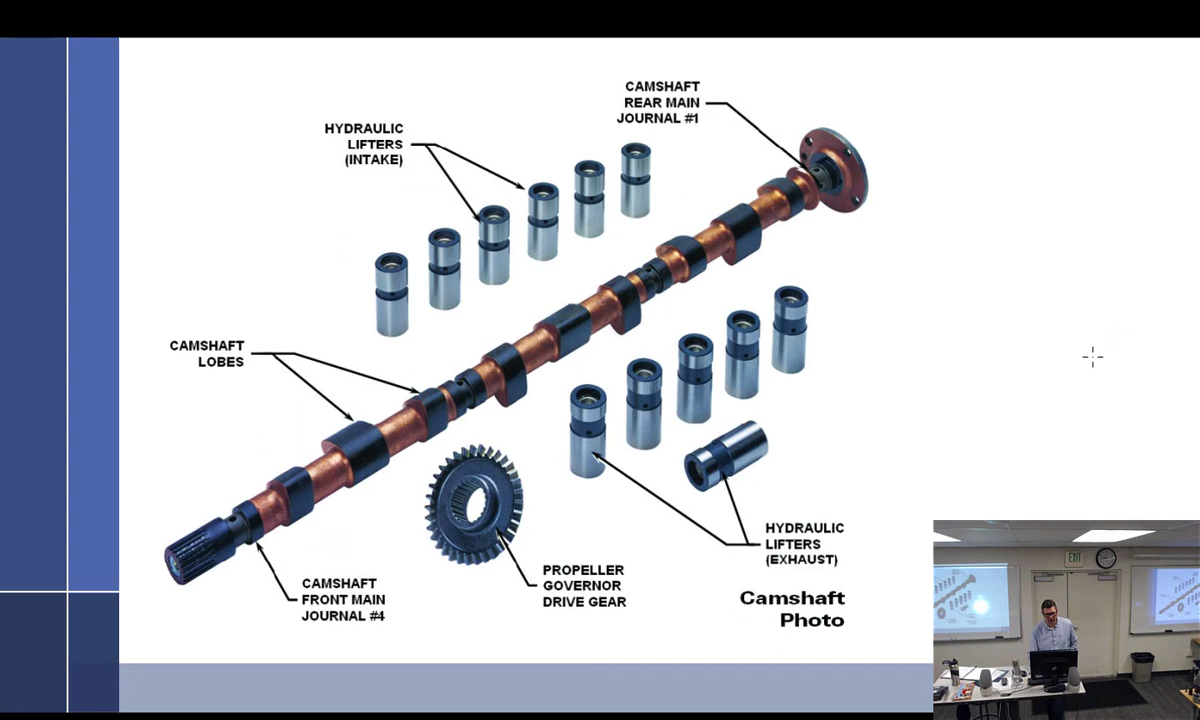 CAMSHAFT
REAR MAIN
JOURNAL #1
HYDRAULIC
LIFTERS
(INTAKE)
CAMSHAFT
LOBES
HYDRAULIC
LIFTERS
(EXHAUST)
PROPELLER
GOVERNOR
DRIVE GEAR
CAMSHAFT
FRONT MAIN
JOURNAL #4
Camshaft
Photo
EXIT